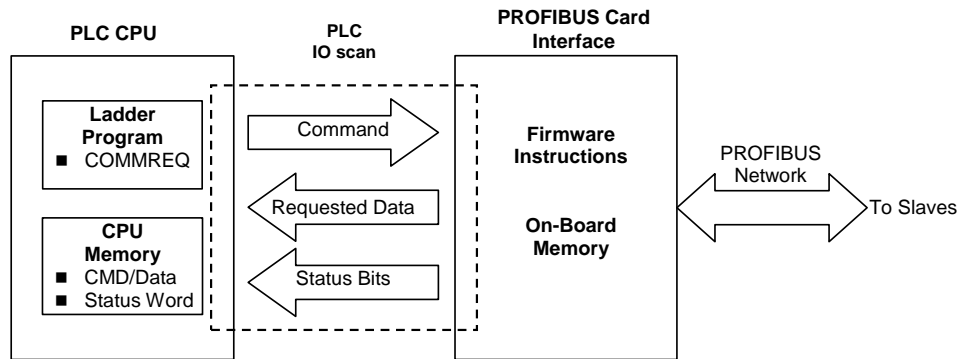 PLC CPU
PLC
IO scan
PROFIBUS Card
Interface
Ladder
Program
■ COMMREQ
CPU
Memory
■ CMD/Data
■ Status Word
Command
Requested Data
Status Bits
Firmware
Instructions
On-Board
Memory
PROFIBUS
Network
To Slaves